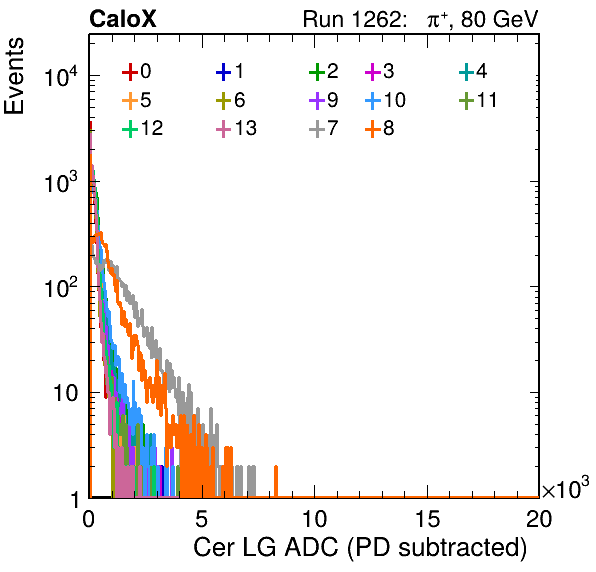 CaloX Run 1262: π⁺, 80 GeV
Events
10⁴
10³
10²
10
1
0 1 2 3 4
5 6 9 10 11
12 13 7 8
0 5 10 15 20
×10³
Cer LG ADC (PD subtracted)